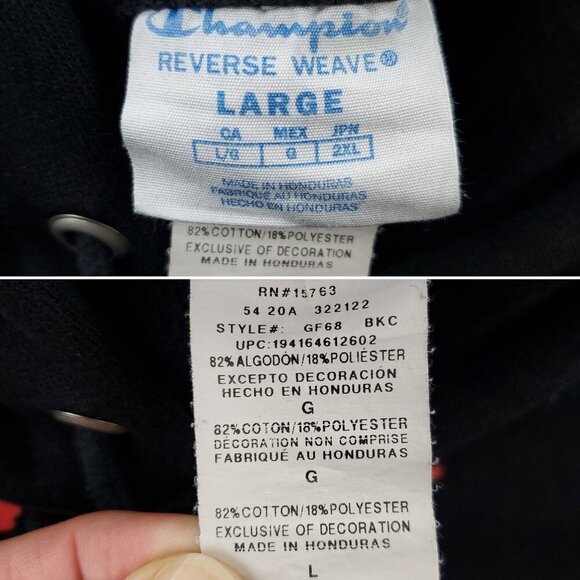 Champion
REVERSE WEAVE®
LARGE
CA MEX JPN
L/G G 2XL
MADE IN HONDURAS
FABRIQUÉ AU HONDURAS
HECHO EN HONDURAS
82%COTTON/18%POLYESTER
EXCLUSIVE OF DECORATION
MADE IN HONDURAS
RN#15763
54 20A 322122
STYLE#: GF68 BKC
UPC:194164612602
82%ALGODÓN/18%POLIÉSTER
EXCEPTO DECORACIÓN
HECHO EN HONDURAS
G
82%COTON/18%POLYESTER
DÉCORATION NON COMPRISE
FABRIQUÉ AU HONDURAS
G
82%COTTON/18%POLYESTER
EXCLUSIVE OF DECORATION
MADE IN HONDURAS
L